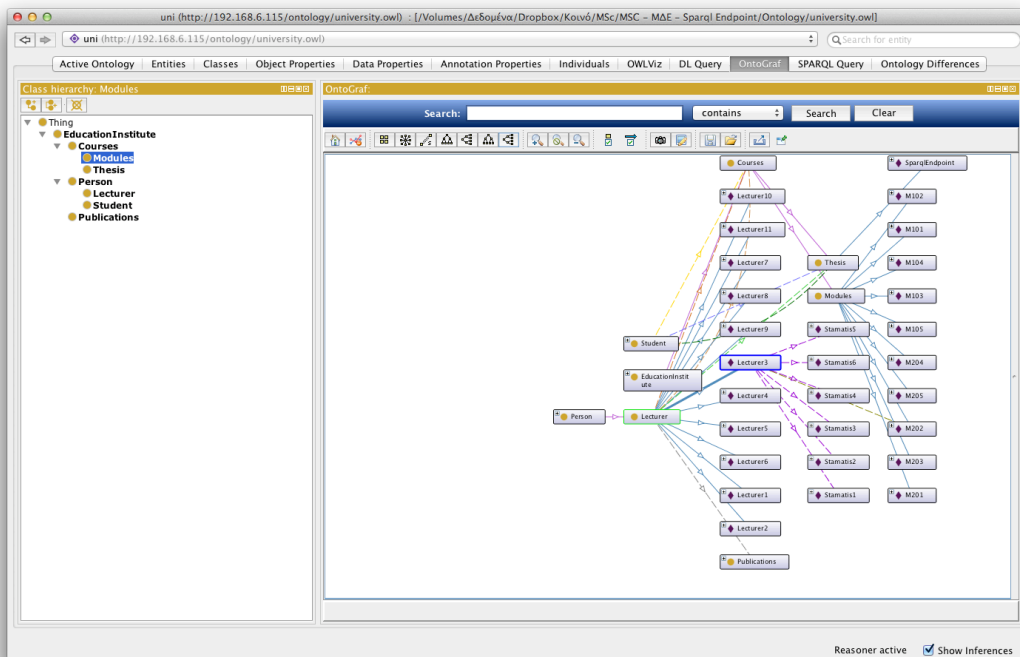 uni (http://192.168.6.115/ontology/university.owl) : [/Volumes/Δεδομένα/Dropbox/Κοινό/MSc/MSC - ΜΔΕ - Sparql Endpoint/Ontology/university.owl]
uni (http://192.168.6.115/ontology/university.owl)
Search for entity
Active Ontology Entities Classes Object Properties Data Properties Annotation Properties Individuals OWLViz DL Query OntoGraf SPARQL Query Ontology Differences
Class hierarchy: Modules
Thing
EducationInstitute
Courses
Modules
Thesis
Person
Lecturer
Student
Publications
OntoGraf:
Search: contains Search Clear
Courses SparqlEndpoint
Lecturer10 M102
Lecturer11 M101
Lecturer7 Thesis M104
Lecturer8 Modules M103
Lecturer9 Stamatis5 M105
Student
Lecturer3 Stamatis6 M204
EducationInstit
ute
Lecturer4 Stamatis4 M205
Person Lecturer
Lecturer5 Stamatis3 M202
Lecturer6 Stamatis2 M203
Lecturer1 Stamatis1 M201
Lecturer2
Publications
Reasoner active Show Inferences